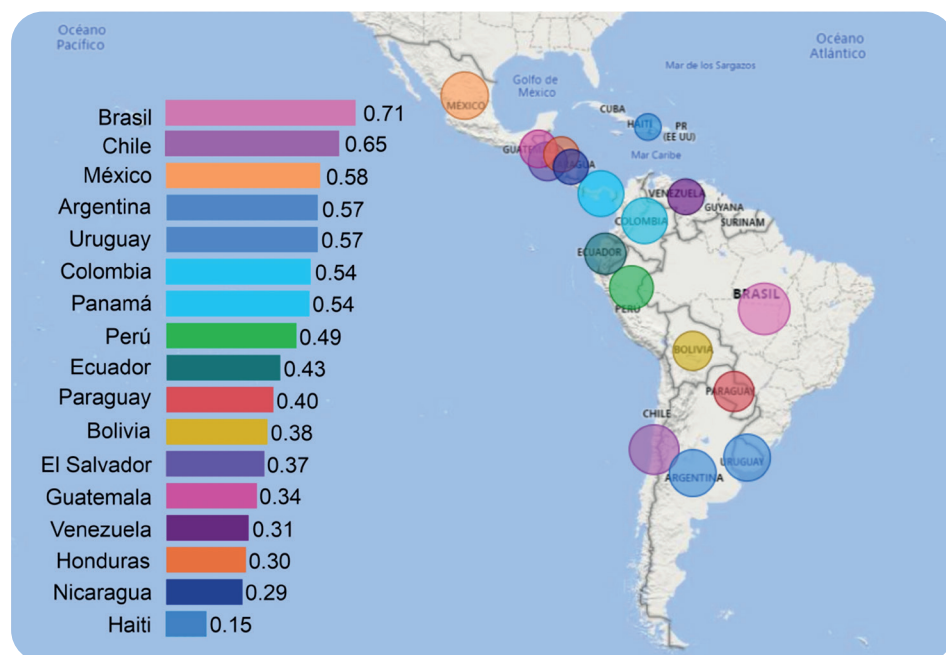 Océano
Pacífico
Océano
Atlántico
Mar de los Sargazos
Golfo de
México
MÉXICO
CUBA
HAITÍ
PR
(EE UU)
Mar Caribe
VENEZUELA
GUYANA
SURINAM
COLOMBIA
ECUADOR
PERÚ
BRASIL
BOLIVIA
PARAGUAY
CHILE
URUGUAY
ARGENTINA
Brasil 0.71
Chile 0.65
México 0.58
Argentina 0.57
Uruguay 0.57
Colombia 0.54
Panamá 0.54
Perú 0.49
Ecuador 0.43
Paraguay 0.40
Bolivia 0.38
El Salvador 0.37
Guatemala 0.34
Venezuela 0.31
Honduras 0.30
Nicaragua 0.29
Haiti 0.15